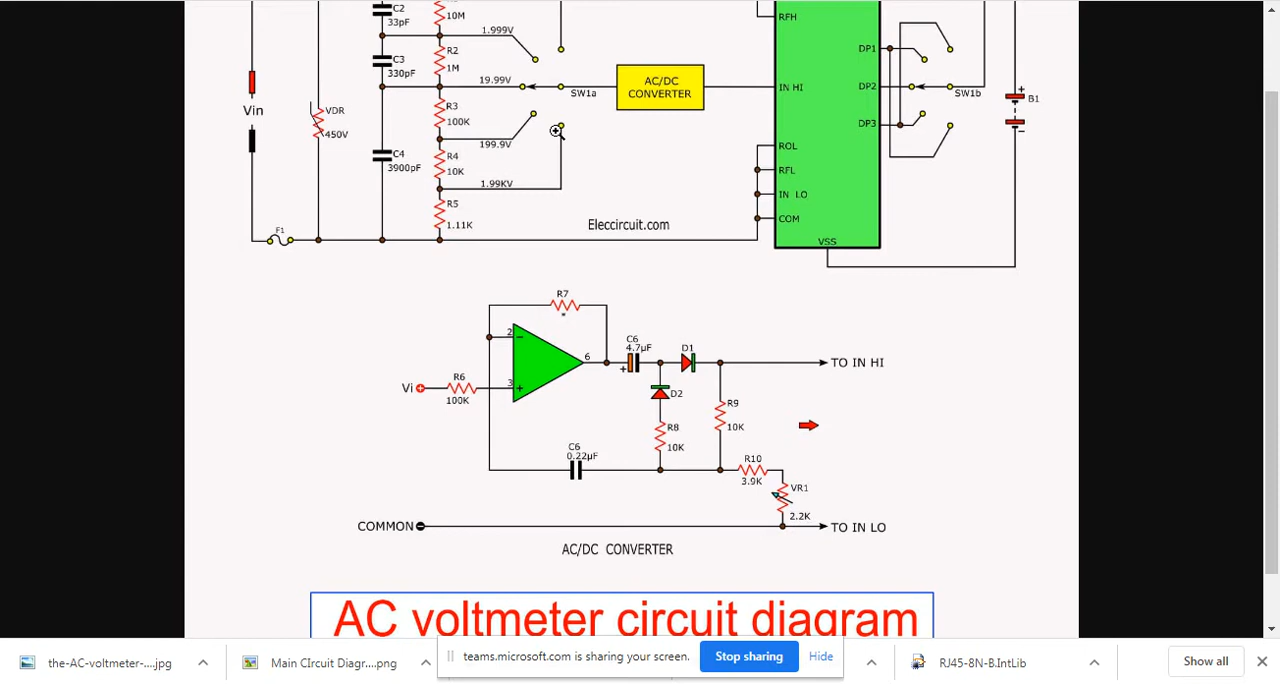 C2
33pF
10M
RFH
1.999V
R2
1M
C3
330pF
DP1
19.99V
SW1a
AC/DC
CONVERTER
IN HI
DP2
SW1b
B1
Vin
VDR
450V
R3
100K
199.9V
DP3
ROL
C4
3900pF
R4
10K
1.99KV
RFL
IN LO
R5
1.11K
Eleccircuit.com
COM
F1
VSS
R7
*
C6
4.7µF
D1
2
6
TO IN HI
Vi
R6
100K
3
D2
R9
10K
R8
10K
C6
0.22µF
R10
3.9K
VR1
2.2K
COMMON
TO IN LO
AC/DC CONVERTER
AC voltmeter circuit diagram
the-AC-voltmeter-....jpg
Main CIrcuit Diagr....png
teams.microsoft.com is sharing your screen.
Stop sharing
Hide
RJ45-8N-B.IntLib
Show all